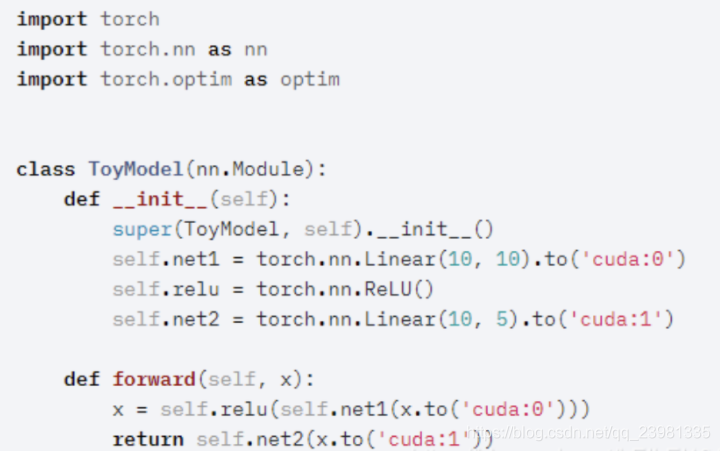 import torch
import torch.nn as nn
import torch.optim as optim
class ToyModel(nn.Module):
    def __init__(self):
        super(ToyModel, self).__init__()
        self.net1 = torch.nn.Linear(10, 10).to('cuda:0')
        self.relu = torch.nn.ReLU()
        self.net2 = torch.nn.Linear(10, 5).to('cuda:1')
    def forward(self, x):
        x = self.relu(self.net1(x.to('cuda:0')))
        return self.net2(x.to('cuda:1'))
https://blog.csdn.net/qq_23981335